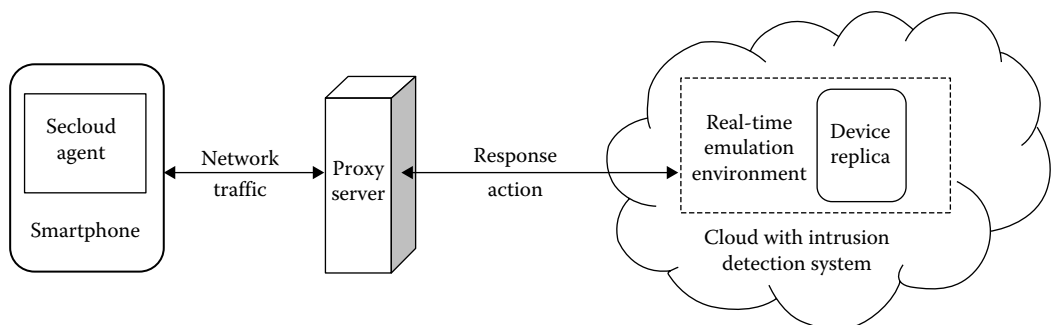 Secloud
agent
Smartphone
Network
traffic
Proxy
server
Response
action
Real-time
emulation
environment
Device
replica
Cloud with intrusion
detection system